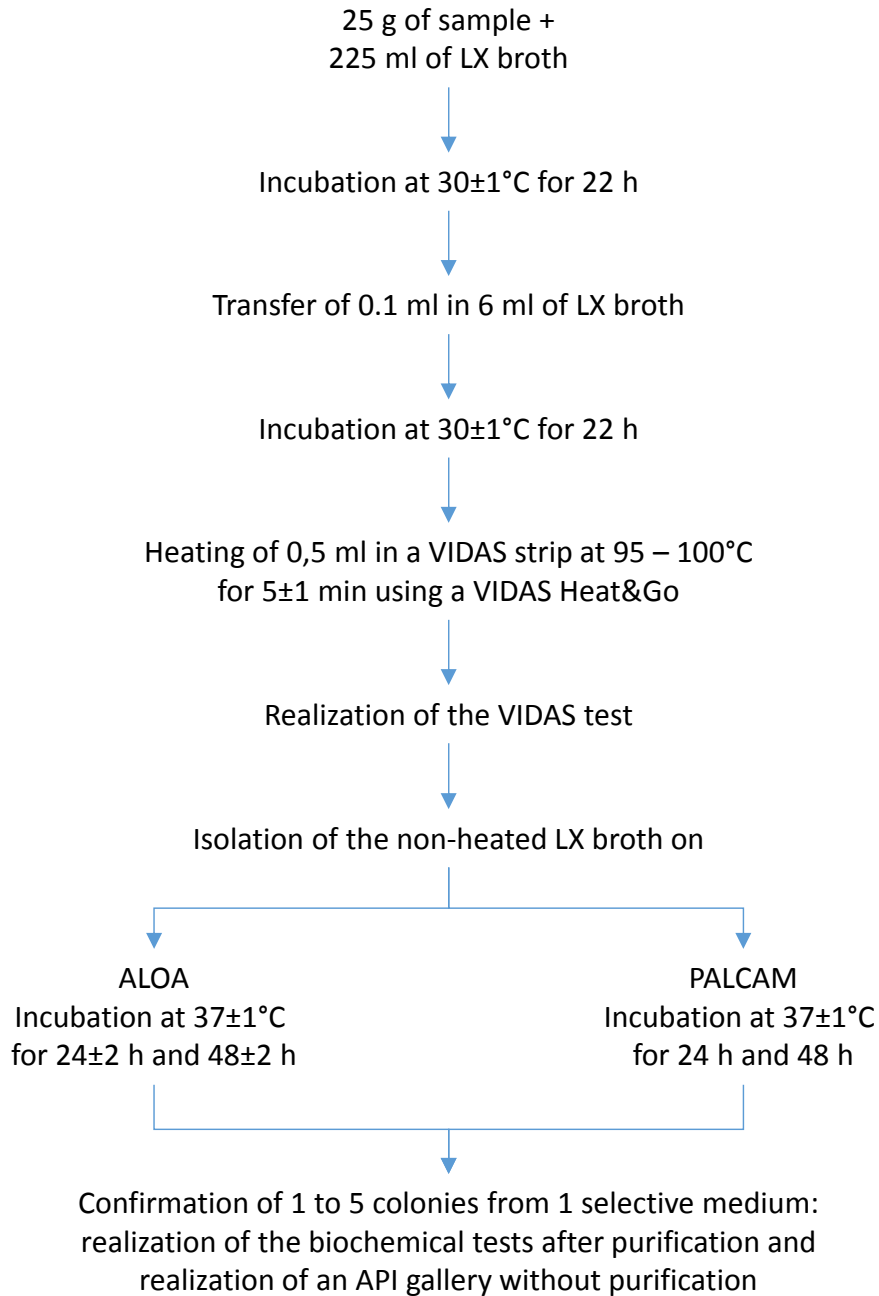 25 g of sample +
225 ml of LX broth
Incubation at 30±1°C for 22 h
Transfer of 0.1 ml in 6 ml of LX broth
Incubation at 30±1°C for 22 h
Heating of 0,5 ml in a VIDAS strip at 95 – 100°C
for 5±1 min using a VIDAS Heat&Go
Realization of the VIDAS test
Isolation of the non-heated LX broth on
ALOA
Incubation at 37±1°C
for 24±2 h and 48±2 h
PALCAM
Incubation at 37±1°C
for 24 h and 48 h
Confirmation of 1 to 5 colonies from 1 selective medium:
realization of the biochemical tests after purification and
realization of an API gallery without purification